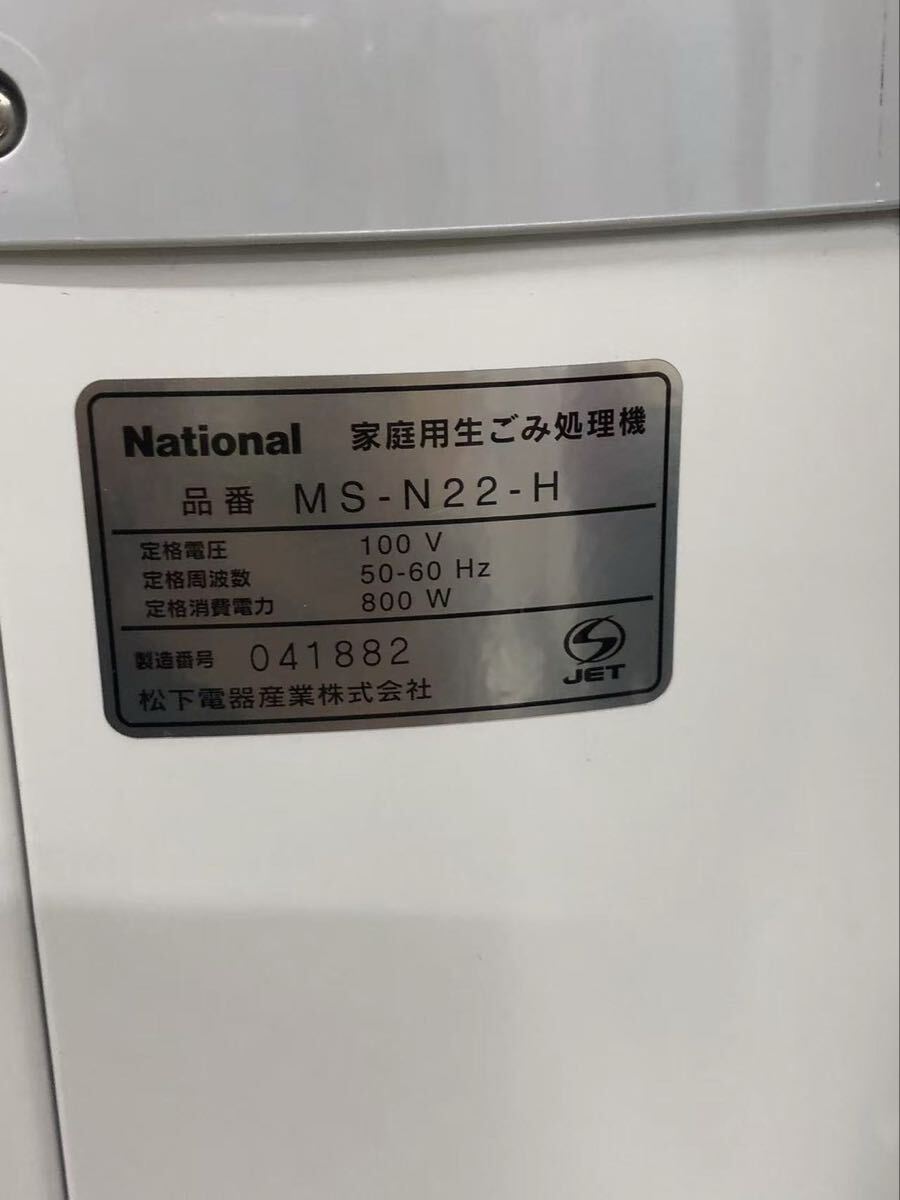 National 家庭用生ごみ処理機
品番 MS-N22-H
定格電圧 100 V
定格周波数 50-60 Hz
定格消費電力 800 W
製造番号 041882
JET
松下電器産業株式会社